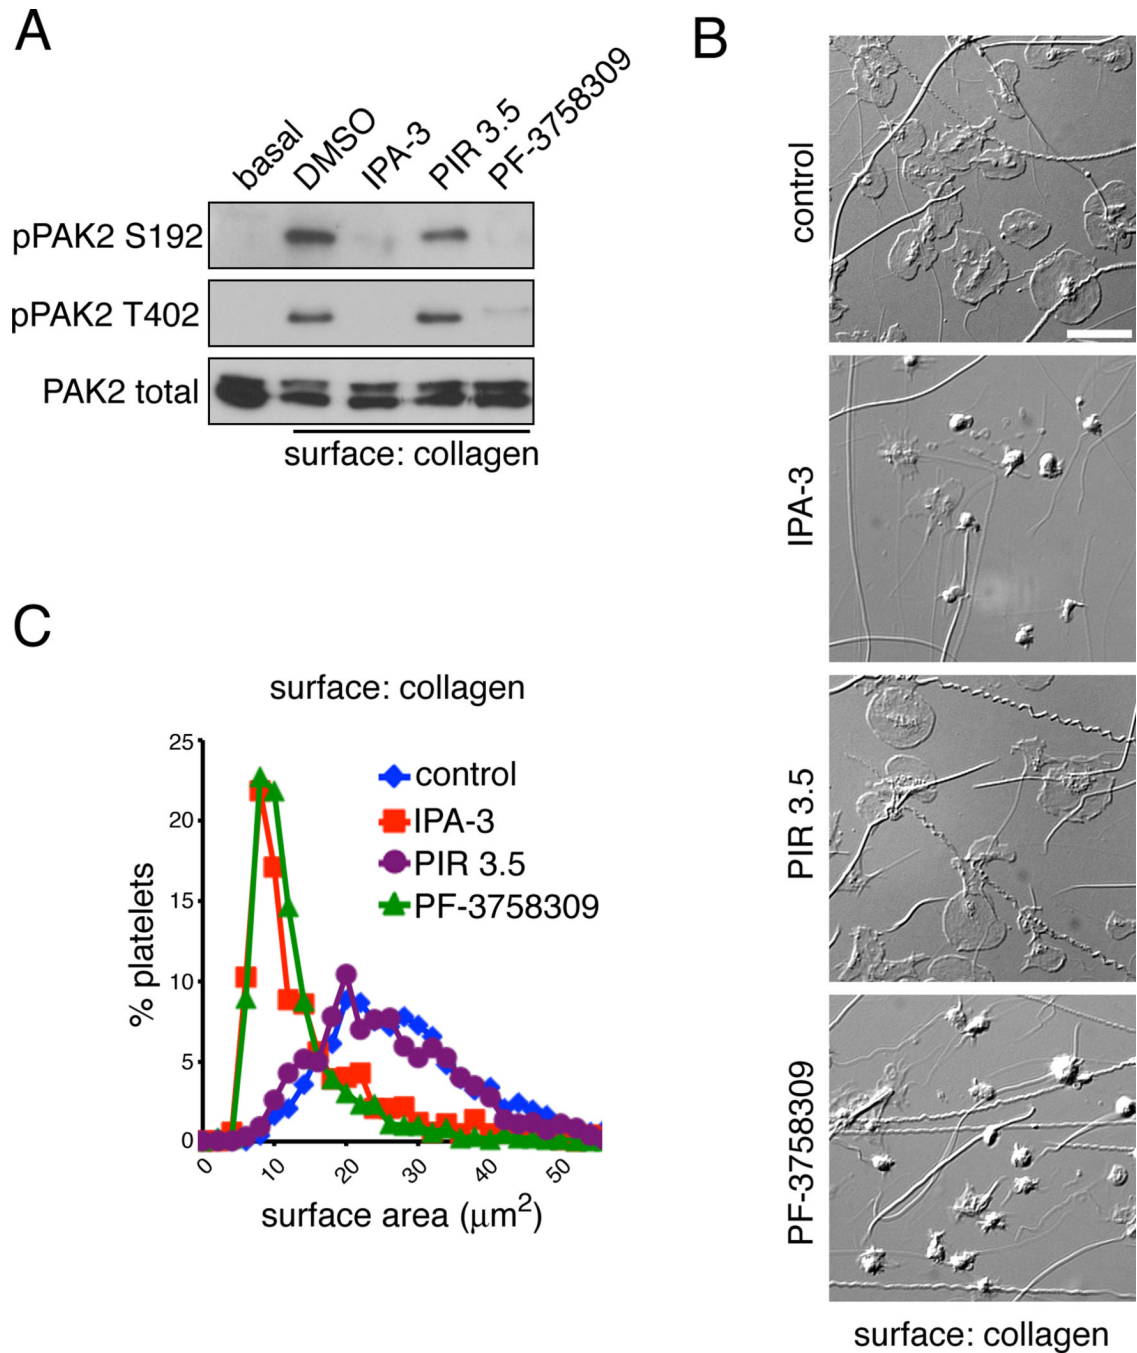 A
basal
DMSO
IPA-3
PIR 3.5
PF-3758309
pPAK2 S192
pPAK2 T402
PAK2 total
surface: collagen
B
control
IPA-3
PIR 3.5
PF-3758309
surface: collagen
C
surface: collagen
25
20
15
10
5
0
% platelets
control
IPA-3
PIR 3.5
PF-3758309
0
10
20
30
40
50
surface area (μm²)